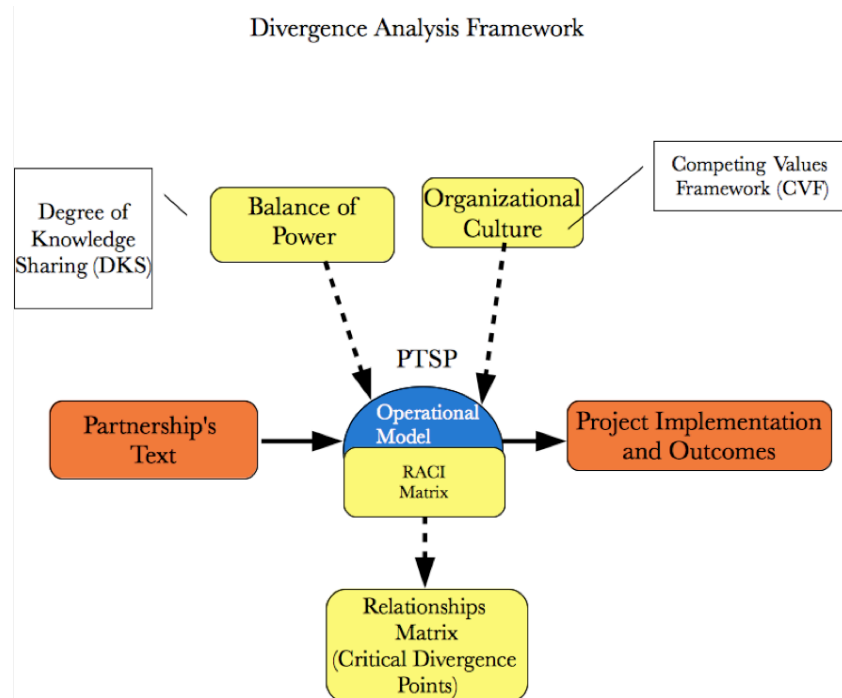 Divergence Analysis Framework
Degree of
Knowledge
Sharing (DKS)
Balance of
Power
Organizational
Culture
Competing Values
Framework (CVF)
PTSP
Partnership's
Text
Operational
Model
RACI
Matrix
Project Implementation
and Outcomes
Relationships
Matrix
(Critical Divergence
Points)